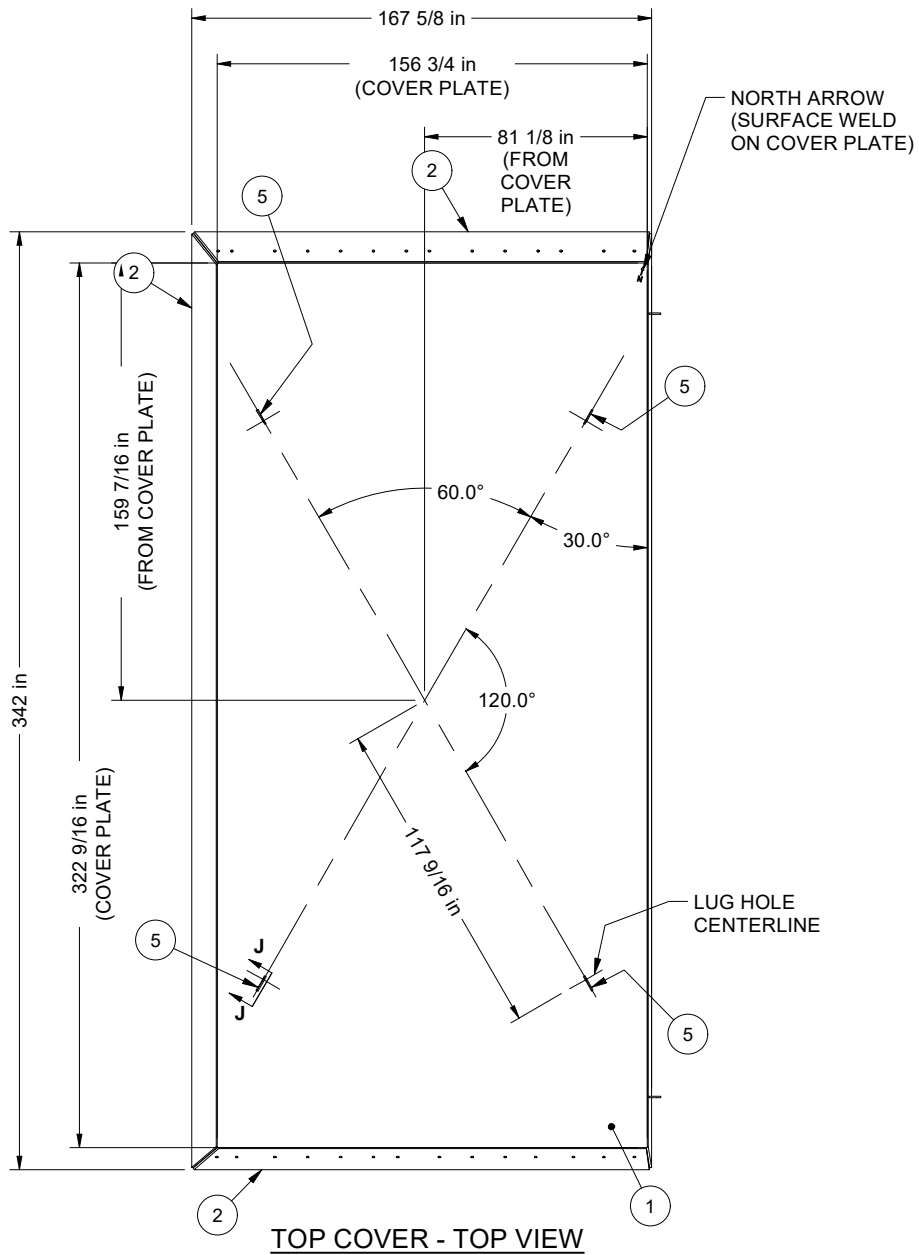 167 5/8 in
156 3/4 in
(COVER PLATE)
NORTH ARROW
(SURFACE WELD
ON COVER PLATE)
81 1/8 in
(FROM
COVER
PLATE)
2
5
2
5
159 7/16 in
(FROM COVER PLATE)
60.0°
30.0°
342 in
120.0°
322 9/16 in
(COVER PLATE)
117 9/16 in
LUG HOLE
CENTERLINE
5
J
J
5
1
2
TOP COVER - TOP VIEW